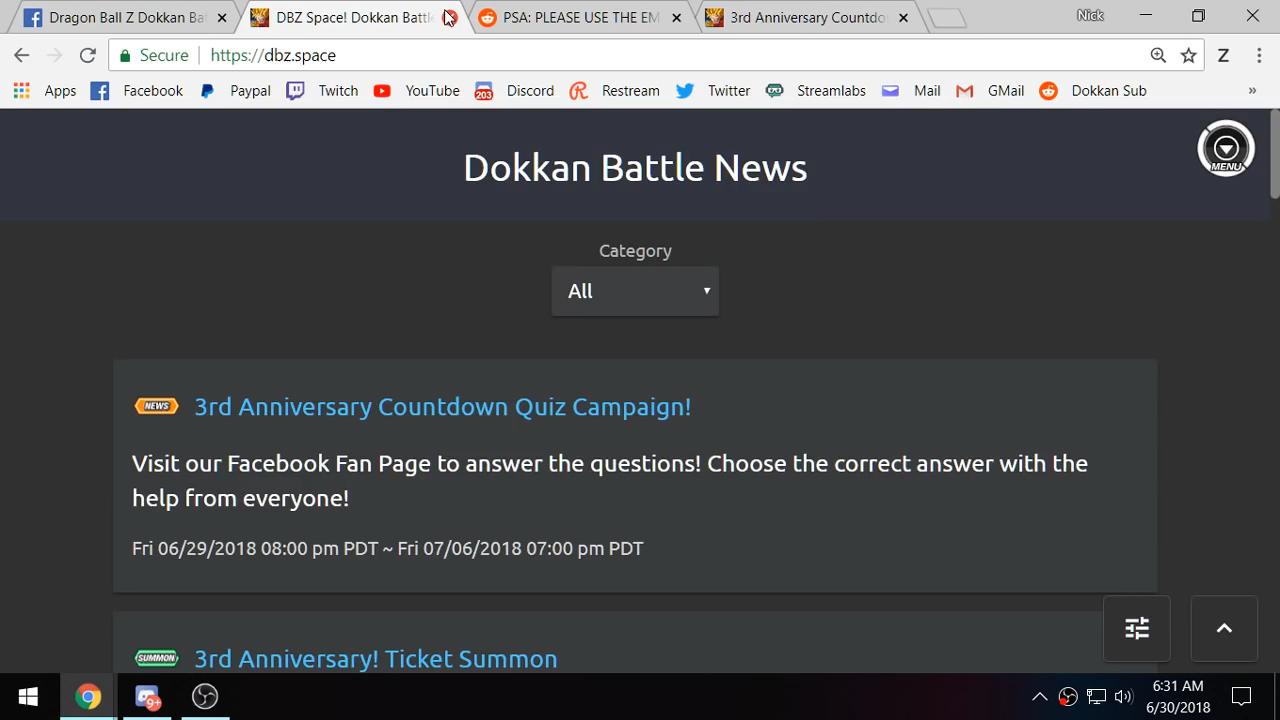 Dragon Ball Z Dokkan Ba
DBZ Space! Dokkan Battl
PSA: PLEASE USE THE EM
3rd Anniversary Countdo
Nick
Secure
https://dbz.space
Z
Apps
Facebook
Paypal
Twitch
YouTube
203
Discord
Restream
Twitter
Streamlabs
Mail
GMail
Dokkan Sub
»
Dokkan Battle News
MENU
Category
All
NEWS
3rd Anniversary Countdown Quiz Campaign!
Visit our Facebook Fan Page to answer the questions! Choose the correct answer with the
help from everyone!
Fri 06/29/2018 08:00 pm PDT ~ Fri 07/06/2018 07:00 pm PDT
SUMMON
3rd Anniversary! Ticket Summon
9+
6:31 AM
6/30/2018